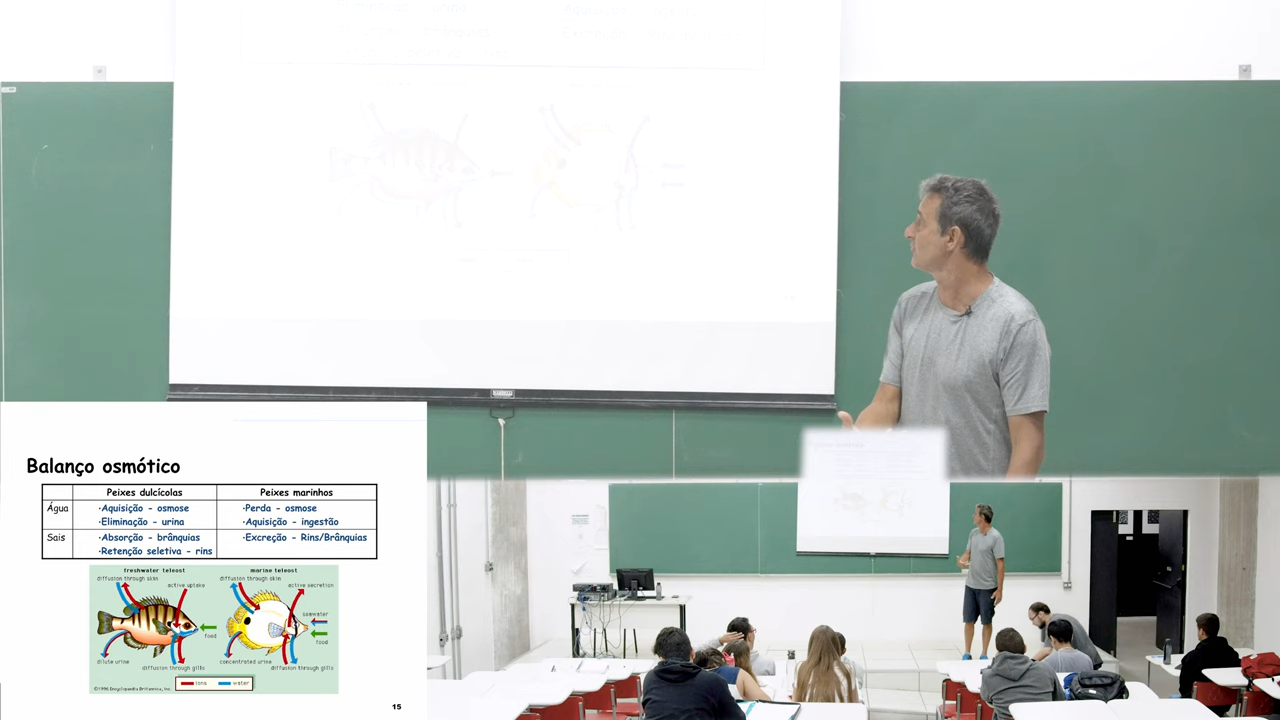 Balanço osmótico
Peixes dulcícolas
Peixes marinhos
Água
·Aquisição - osmose
·Eliminação - urina
·Perda - osmose
·Aquisição - ingestão
Sais
·Absorção - brânquias
·Retenção seletiva - rins
·Excreção - Rins/Brânquias
freshwater teleost
marine teleost
diffusion through skin
active uptake
diffusion through skin
active secretion
seawater
food
food
dilute urine
diffusion through gills
concentrated urine
diffusion through gills
ions
water
©1996 Encyclopaedia Britannica, Inc.
15